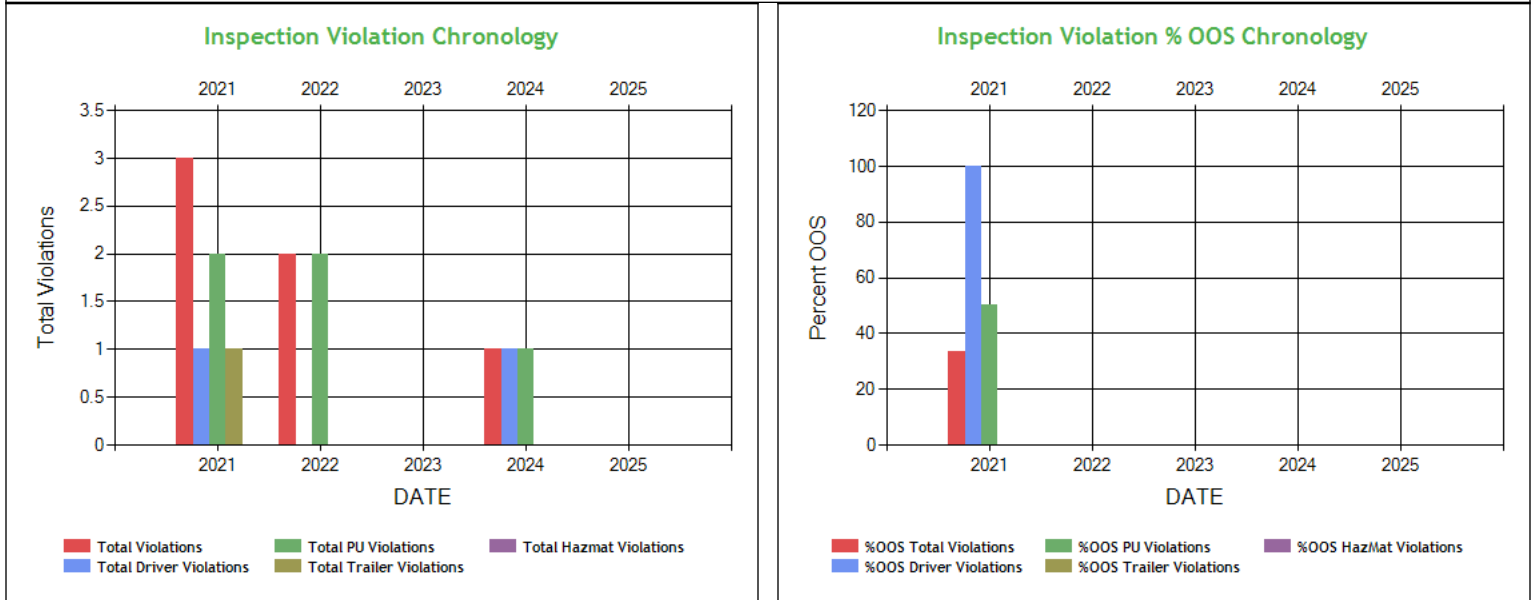 Inspection Violation Chronology
2021 2022 2023 2024 2025
3.5
3
2.5
2
1.5
1
0.5
0
Total Violations
2021 2022 2023 2024 2025
DATE
Total Violations Total PU Violations Total Hazmat Violations
Total Driver Violations Total Trailer Violations
Inspection Violation % OOS Chronology
2021 2022 2023 2024 2025
120
100
80
60
40
20
0
Percent OOS
2021 2022 2023 2024 2025
DATE
%OOS Total Violations %OOS PU Violations %OOS HazMat Violations
%OOS Driver Violations %OOS Trailer Violations